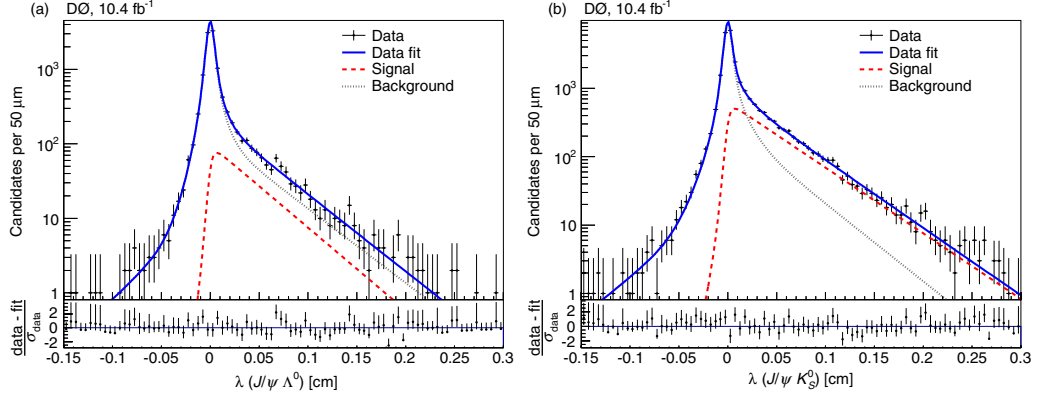 (a) DØ, 10.4 fb⁻¹
Candidates per 50 μm
10³
10²
10
1
Data
Data fit
Signal
Background
data - fit
σ_data
2
0
-2
-0.15 -0.1 -0.05 0 0.05 0.1 0.15 0.2 0.25 0.3
λ (J/ψ Λ⁰) [cm]
(b) DØ, 10.4 fb⁻¹
Candidates per 50 μm
10³
10²
10
1
Data
Data fit
Signal
Background
data - fit
σ_data
2
0
-2
-0.15 -0.1 -0.05 0 0.05 0.1 0.15 0.2 0.25 0.3
λ (J/ψ K⁰_S) [cm]